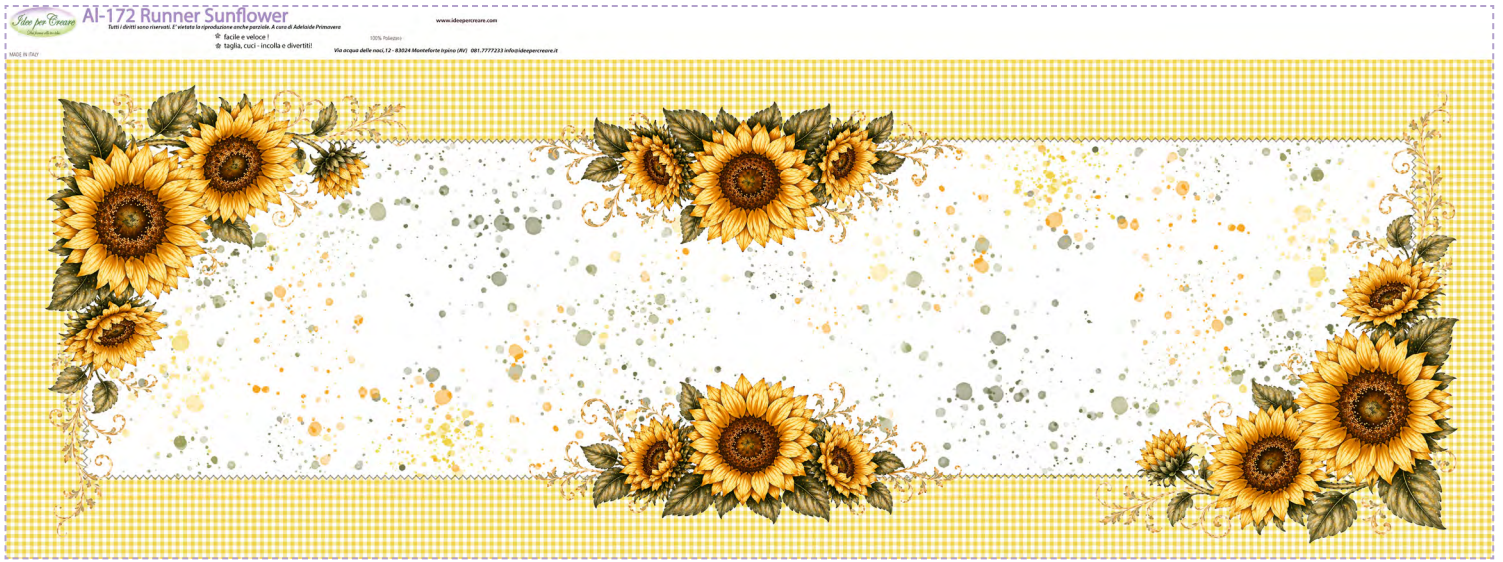 Idee per Creare
AI-172 Runner Sunflower
Tutti i diritti sono riservati. E' vietata la riproduzione anche parziale. A cura di Adelaide Primavera
www.ideepercreare.com
facile e veloce !
100% Poliestere
taglia, cuci - incolla e divertiti!
Via acqua delle noci, 12 - 83024 Monteforte Irpino (AV) 081.7777233 info@ideepercreare.it
MADE IN ITALY